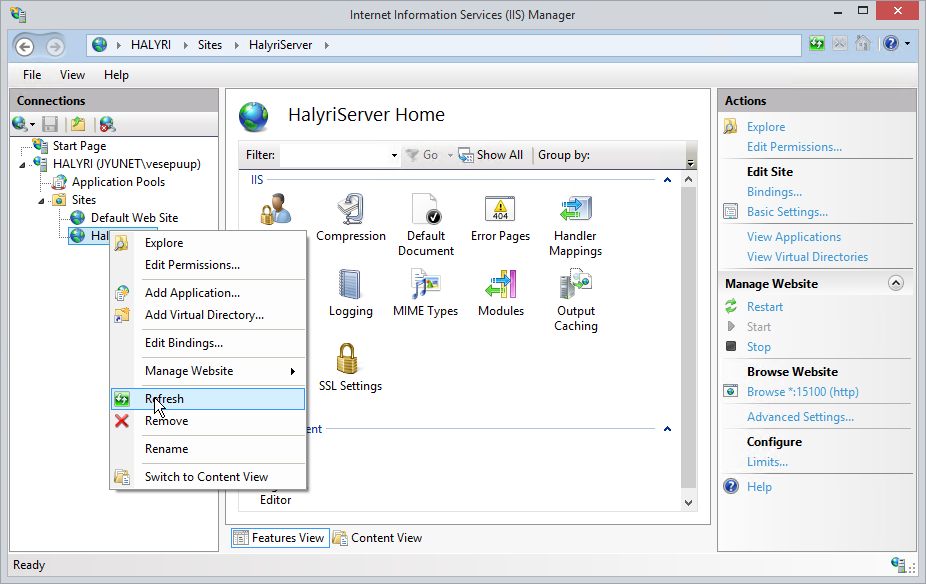 Internet Information Services (IIS) Manager
HALYRI Sites HalyriServer
File View Help
Connections
Start Page
HALYRI (JYUNET\vesepuup)
Application Pools
Sites
Default Web Site
Hal
Explore
Edit Permissions...
Add Application...
Add Virtual Directory...
Edit Bindings...
Manage Website
Refresh
Remove
Rename
Switch to Content View
HalyriServer Home
Filter: Go Show All Group by:
IIS
Compression
Default
Document
Error Pages
404
Handler
Mappings
Logging
MIME Types
Modules
Output
Caching
SSL Settings
ent
Editor
Features View Content View
Actions
Explore
Edit Permissions...
Edit Site
Bindings...
Basic Settings...
View Applications
View Virtual Directories
Manage Website
Restart
Start
Stop
Browse Website
Browse *:15100 (http)
Advanced Settings...
Configure
Limits...
Help
Ready